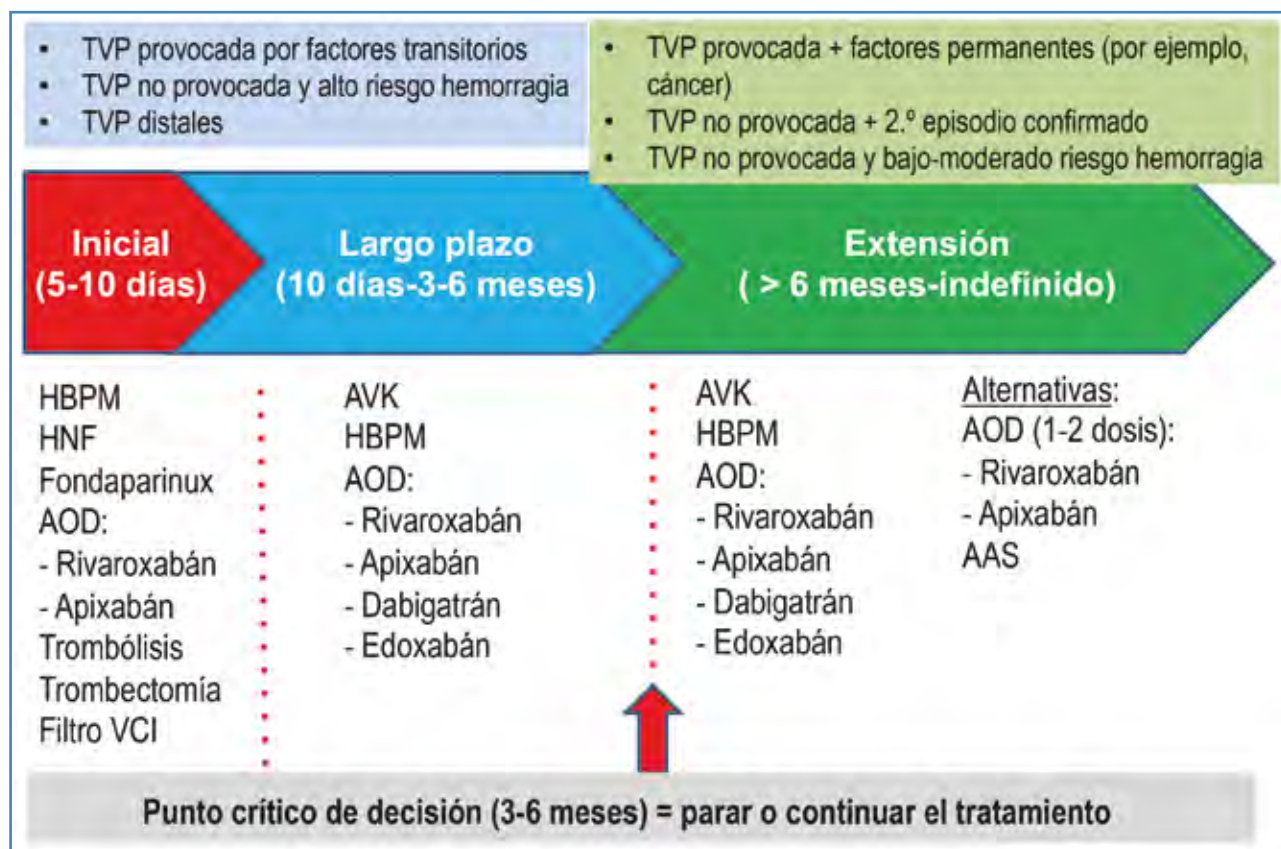 • TVP provocada por factores transitorios
• TVP no provocada y alto riesgo hemorragia
• TVP distales
• TVP provocada + factores permanentes (por ejemplo,
cáncer)
• TVP no provocada + 2.º episodio confirmado
• TVP no provocada y bajo-moderado riesgo hemorragia
Inicial
(5-10 días)
Largo plazo
(10 días-3-6 meses)
Extensión
( > 6 meses-indefinido)
HBPM
HNF
Fondaparinux
AOD:
- Rivaroxabán
- Apixabán
Trombólisis
Trombectomía
Filtro VCI
AVK
HBPM
AOD:
- Rivaroxabán
- Apixabán
- Dabigatrán
- Edoxabán
AVK
HBPM
AOD:
- Rivaroxabán
- Apixabán
- Dabigatrán
- Edoxabán
Alternativas:
AOD (1-2 dosis):
- Rivaroxabán
- Apixabán
AAS
Punto crítico de decisión (3-6 meses) = parar o continuar el tratamiento